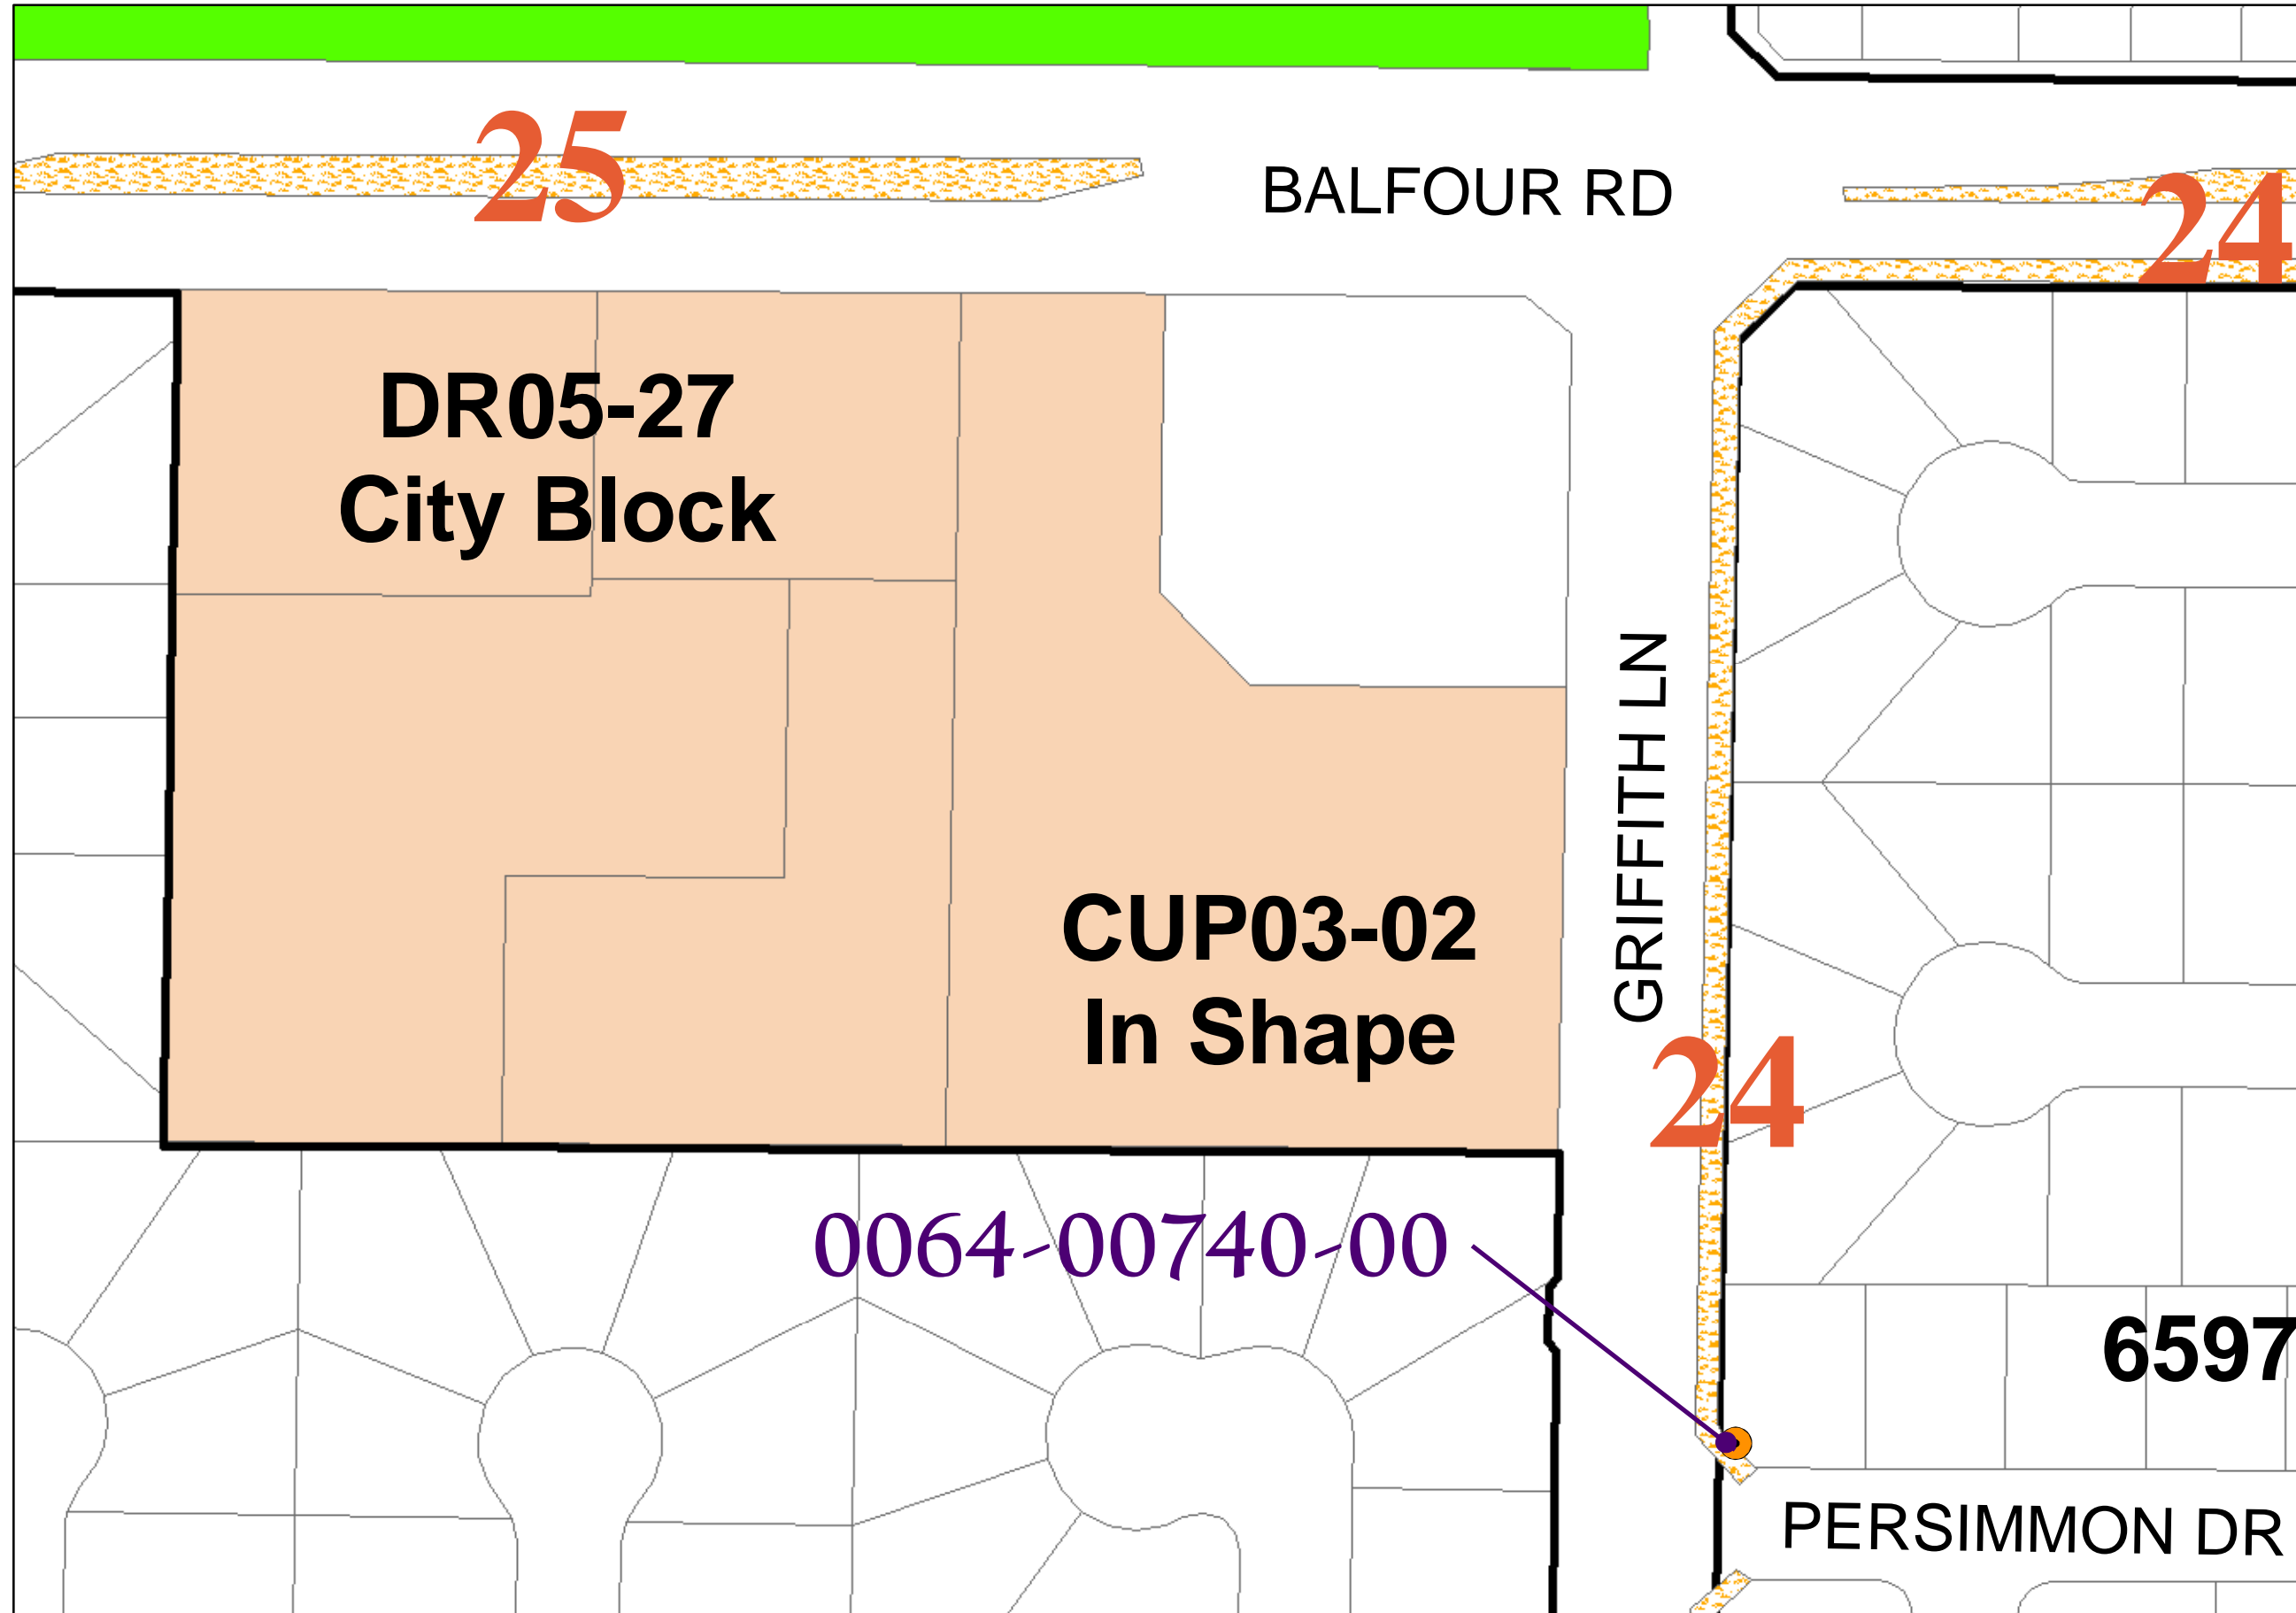 25
BALFOUR RD
24
DR05-27
City Block
GRIFFITH LN
CUP03-02
In Shape
24
0064-00740-00
6597
PERSIMMON DR